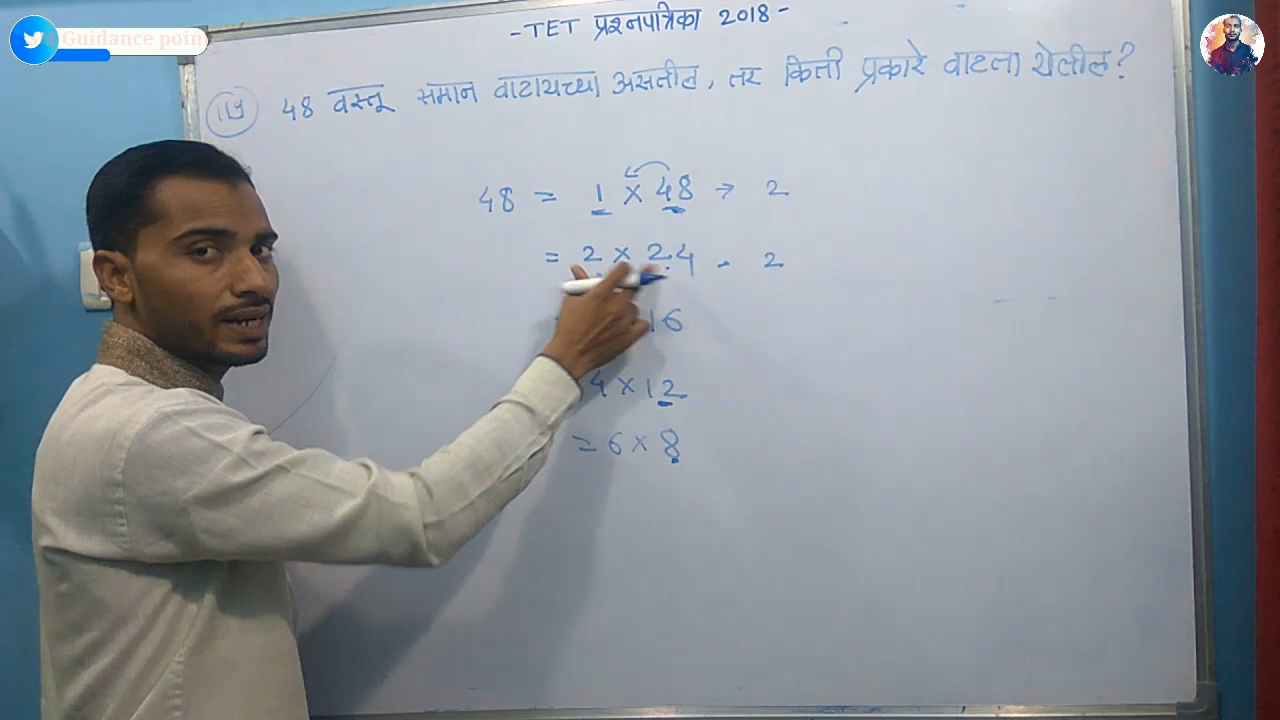 Guidance poin
-TET प्रश्नपत्रिका 2018-
119 48 वस्तू समान वाटायच्या असतील, तर किती प्रकारे वाटता येतील?
48 = 1 × 48 → 2
= 2 × 24 - 2
16
4 × 12
= 6 × 8